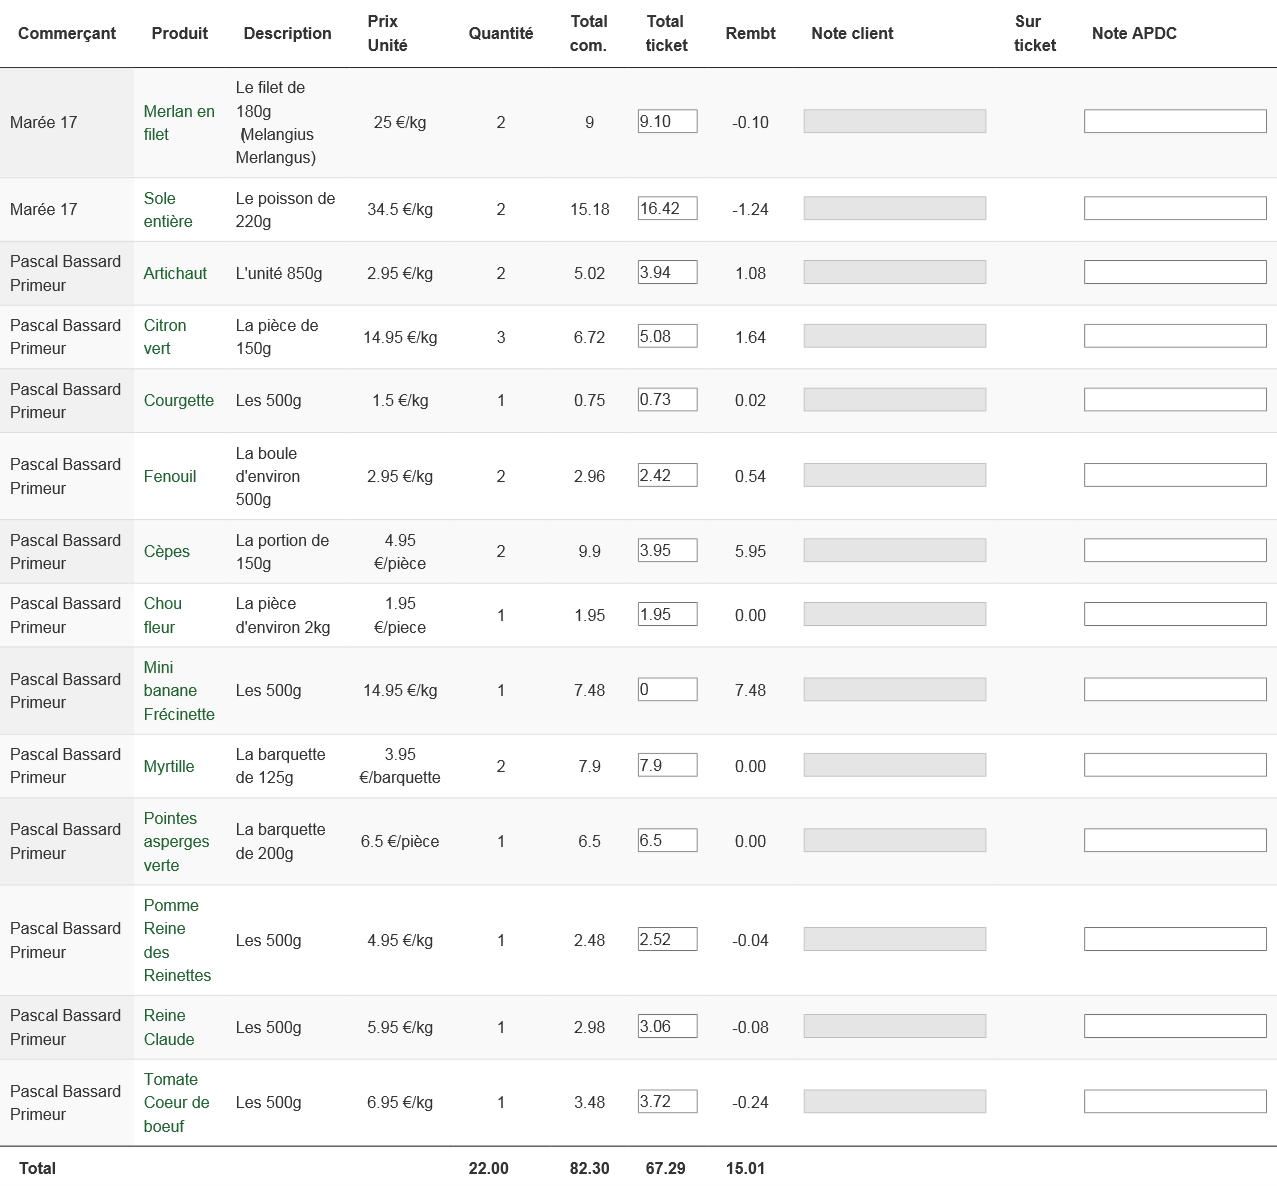 Commerçant Produit Description Prix Unité Quantité Total com. Total ticket Rembt Note client Sur ticket Note APDC
Marée 17 Merlan en filet Le filet de 180g (Melangius Merlangus) 25 €/kg 2 9 9.10 -0.10
Marée 17 Sole entière Le poisson de 220g 34.5 €/kg 2 15.18 16.42 -1.24
Pascal Bassard Primeur Artichaut L'unité 850g 2.95 €/kg 2 5.02 3.94 1.08
Pascal Bassard Primeur Citron vert La pièce de 150g 14.95 €/kg 3 6.72 5.08 1.64
Pascal Bassard Primeur Courgette Les 500g 1.5 €/kg 1 0.75 0.73 0.02
Pascal Bassard Primeur Fenouil La boule d'environ 500g 2.95 €/kg 2 2.96 2.42 0.54
Pascal Bassard Primeur Cèpes La portion de 150g 4.95 €/pièce 2 9.9 3.95 5.95
Pascal Bassard Primeur Chou fleur La pièce d'environ 2kg 1.95 €/piece 1 1.95 1.95 0.00
Pascal Bassard Primeur Mini banane Frécinette Les 500g 14.95 €/kg 1 7.48 0 7.48
Pascal Bassard Primeur Myrtille La barquette de 125g 3.95 €/barquette 2 7.9 7.9 0.00
Pascal Bassard Primeur Pointes asperges verte La barquette de 200g 6.5 €/pièce 1 6.5 6.5 0.00
Pascal Bassard Primeur Pomme Reine des Reinettes Les 500g 4.95 €/kg 1 2.48 2.52 -0.04
Pascal Bassard Primeur Reine Claude Les 500g 5.95 €/kg 1 2.98 3.06 -0.08
Pascal Bassard Primeur Tomate Coeur de boeuf Les 500g 6.95 €/kg 1 3.48 3.72 -0.24
Total 22.00 82.30 67.29 15.01